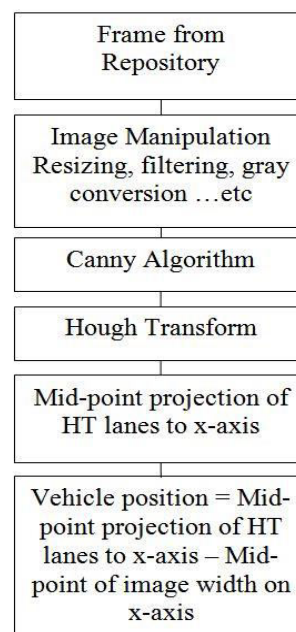 Frame from
Repository
Image Manipulation
Resizing, filtering, gray
conversion …etc
Canny Algorithm
Hough Transform
Mid-point projection of
HT lanes to x-axis
Vehicle position = Mid-
point projection of HT
lanes to x-axis – Mid-
point of image width on
x-axis